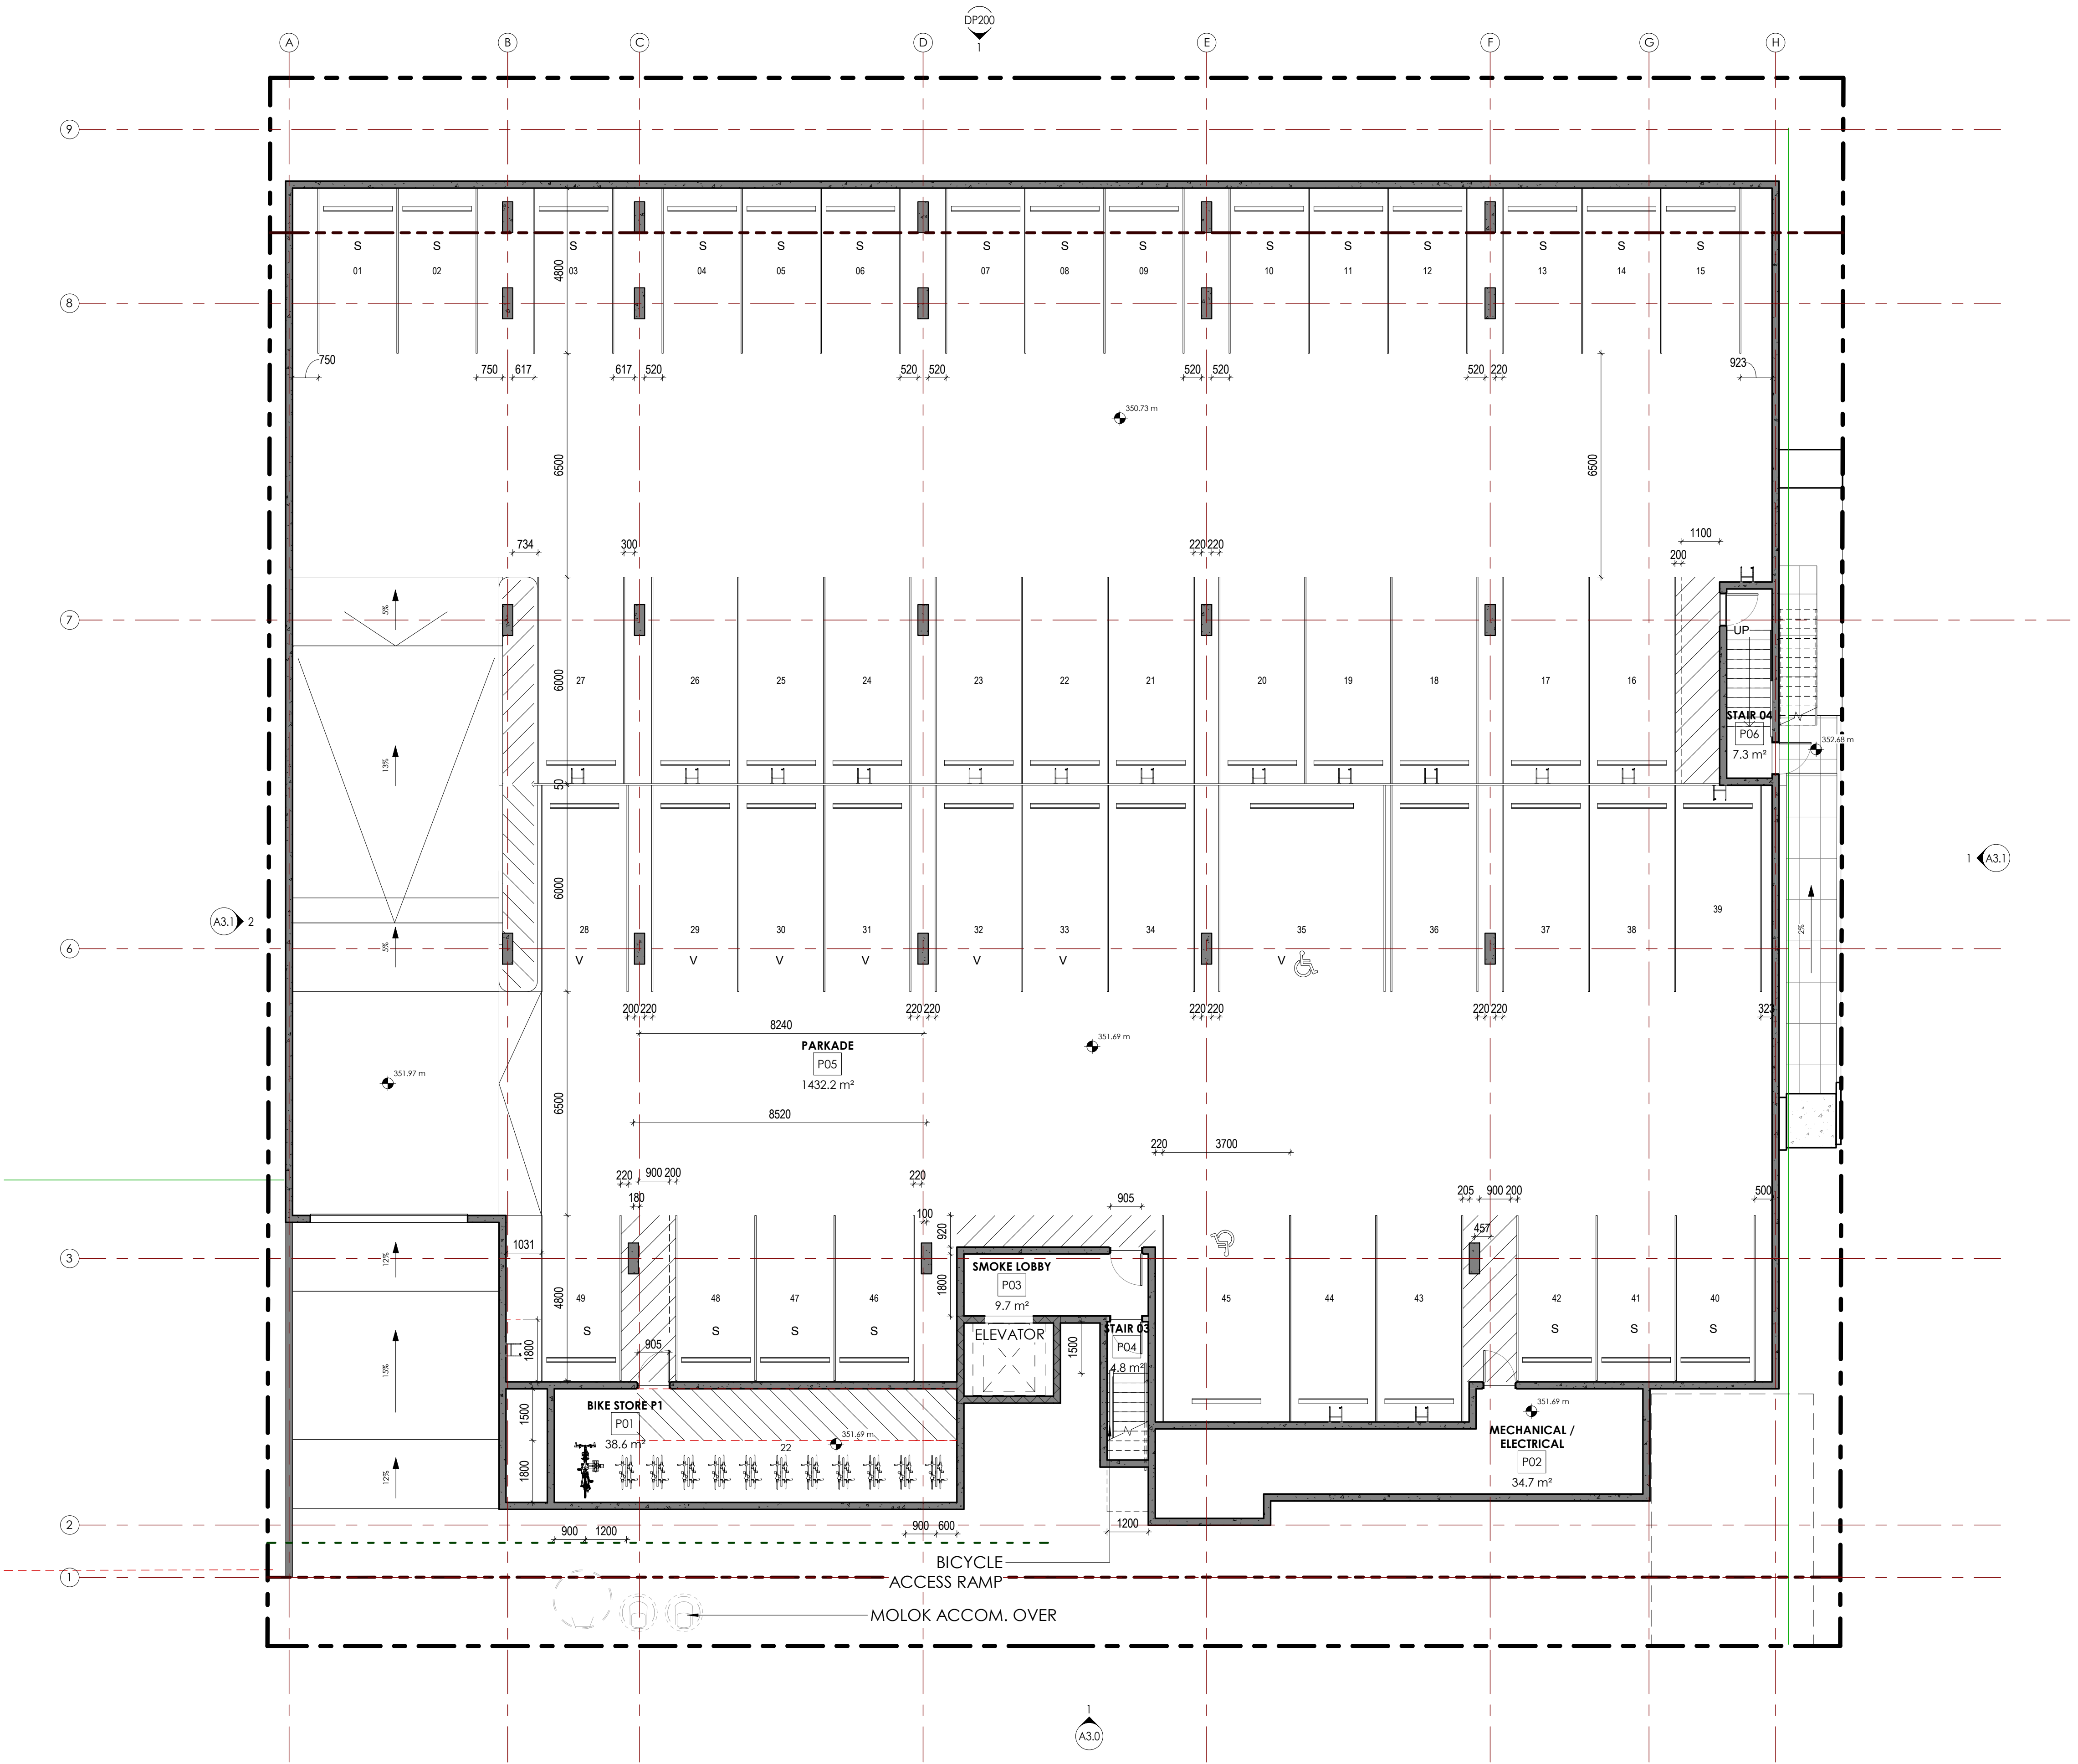 DP200
1
A
B
C
D
E
F
G
H
9
S S S S S S S S S S S S S S S
01 02 03 04 05 06 07 08 09 10 11 12 13 14 15
4800
8
750
750 617
617 520
520 520
520 520
520 220
923
350.73 m
6500
6500
734
300
220 220
1100
200
5%
7
UP
27 26 25 24 23 22 21 20 19 18 17 16
6000
13%
STAIR 04
P06
7.3 m²
352.68 m
50
1
A3.1
6000
39
A3.1
2
28 29 30 31 32 33 34 35 36 37 38
5%
2%
6
V V V V V V V
200 220
220 220
220 220
220 220
323
8240
351.69 m
PARKADE
P05
1432.2 m²
351.97 m
6500
8520
220 3700
220 900 200
220
905
205 900 200
500
180
100
920
457
1031
12%
3
SMOKE LOBBY
P03
9.7 m²
1800
4800
49 48 47 46
45 44 43 42 41 40
S S S S
S S S
ELEVATOR
STAIR 03
P04
4.8 m²
1500
905
1800
15%
BIKE STORE P1
P01
38.6 m²
1500
22
351.69 m
351.69 m
MECHANICAL /
ELECTRICAL
P02
34.7 m²
12%
1800
2
900 1200
900 600
1200
BICYCLE
ACCESS RAMP
1
MOLOK ACCOM. OVER
1
A3.0